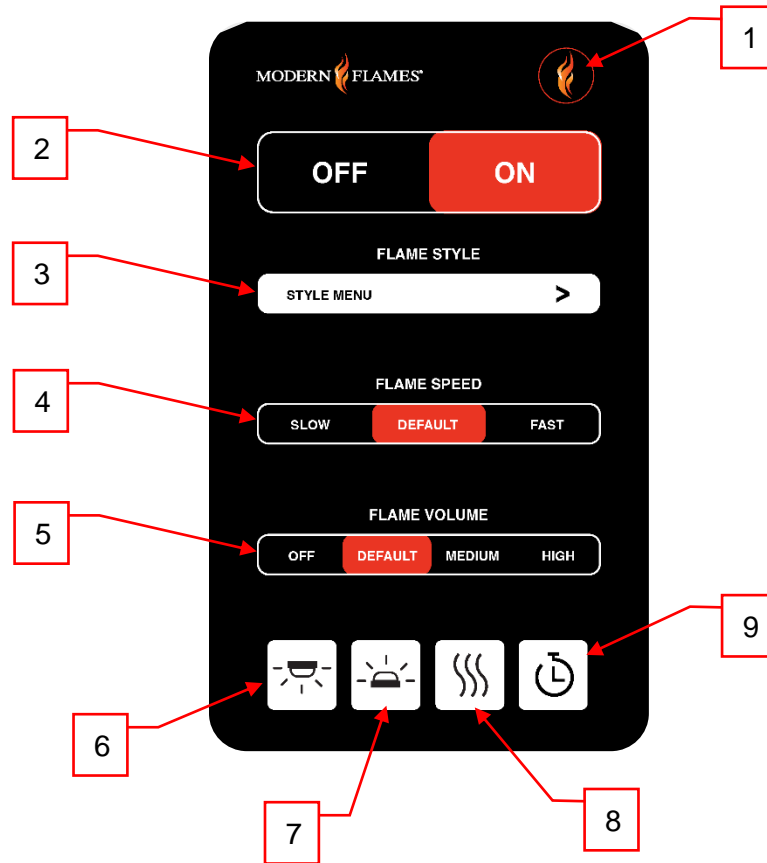 1
MODERN FLAMES®
2
OFF ON
FLAME STYLE
3
STYLE MENU >
FLAME SPEED
4
SLOW DEFAULT FAST
FLAME VOLUME
5
OFF DEFAULT MEDIUM HIGH
9
6
7
8